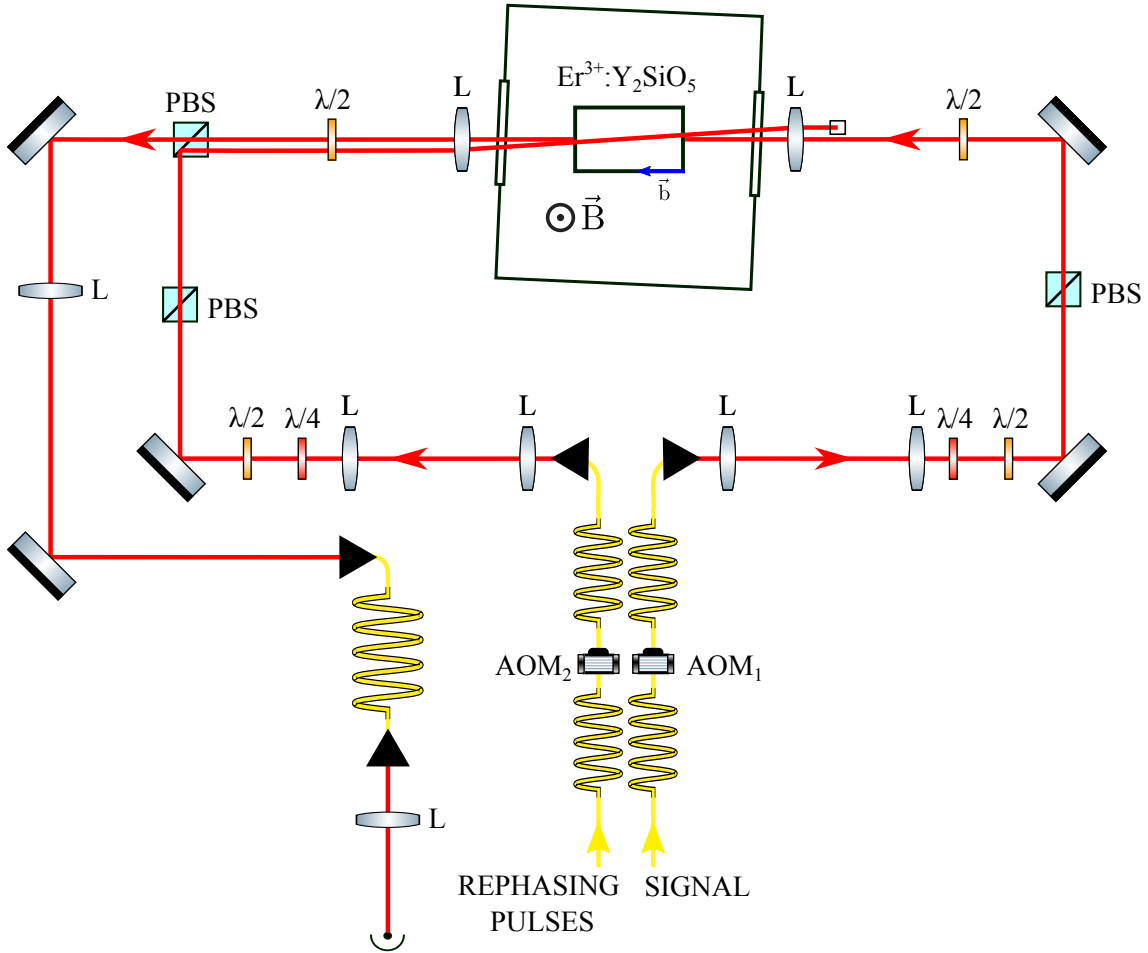 Er³⁺:Y₂SiO₅
PBS
λ/2
L
L
λ/2
b⃗
B⃗
L
PBS
PBS
λ/2
λ/4
L
L
L
L
λ/4
λ/2
AOM₂
AOM₁
L
REPHASING
PULSES
SIGNAL